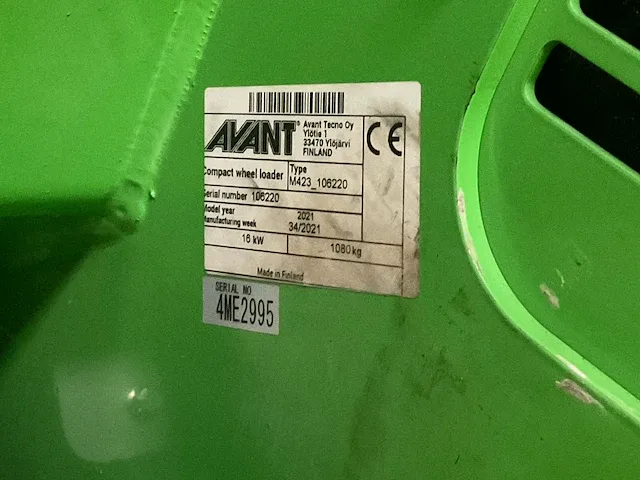 AVANT®
Avant Tecno Oy
Ylötie 1
33470 Ylöjärvi
FINLAND
CE
Compact wheel loader
Type
M423_106220
Serial number 106220
Model year 2021
Manufacturing week 34/2021
16 kW
1080 kg
Made in Finland
SERIAL NO
4ME2995